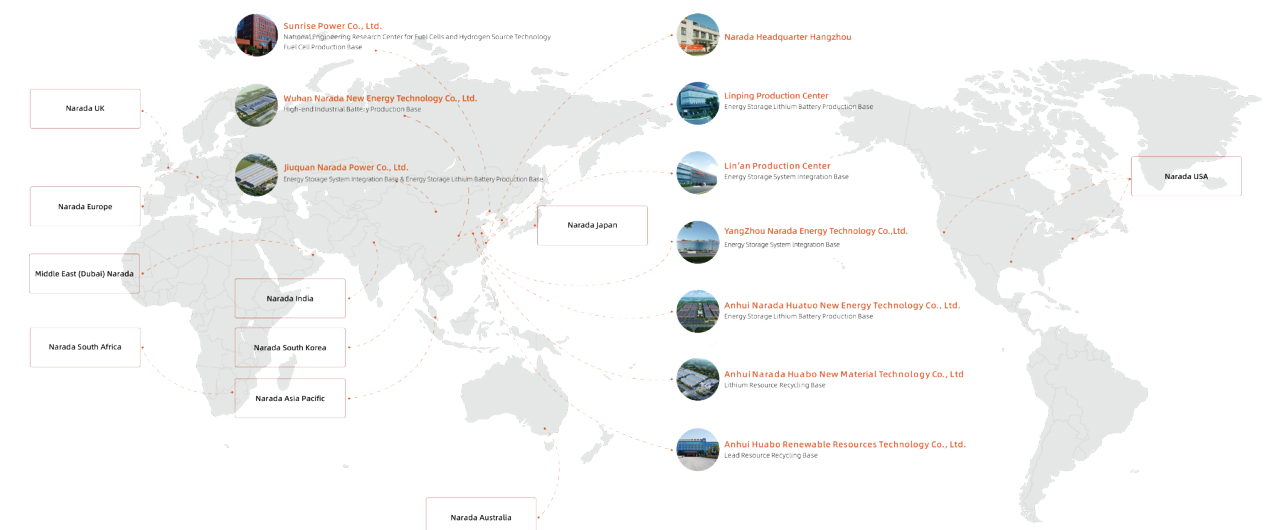 Sunrise Power Co., Ltd.
National Engineering Research Center for Fuel Cells and Hydrogen Source Technology
Fuel Cell Production Base
Wuhan Narada New Energy Technology Co., Ltd.
High-end Industrial Battery Production Base
Jiuquan Narada Power Co., Ltd.
Energy Storage System Integration Base & Energy Storage Lithium Battery Production Base
Narada UK
Narada Europe
Middle East (Dubai) Narada
Narada South Africa
Narada India
Narada South Korea
Narada Asia Pacific
Narada Japan
Narada Australia
Narada Headquarter Hangzhou
Linping Production Center
Energy Storage Lithium Battery Production Base
Lin'an Production Center
Energy Storage System Integration Base
YangZhou Narada Energy Technology Co.,Ltd.
Energy Storage System Integration Base
Anhui Narada Huatuo New Energy Technology Co., Ltd.
Energy Storage Lithium Battery Production Base
Anhui Narada Huabo New Material Technology Co., Ltd
Lithium Resource Recycling Base
Anhui Huabo Renewable Resources Technology Co., Ltd.
Lead Resource Recycling Base
Narada USA